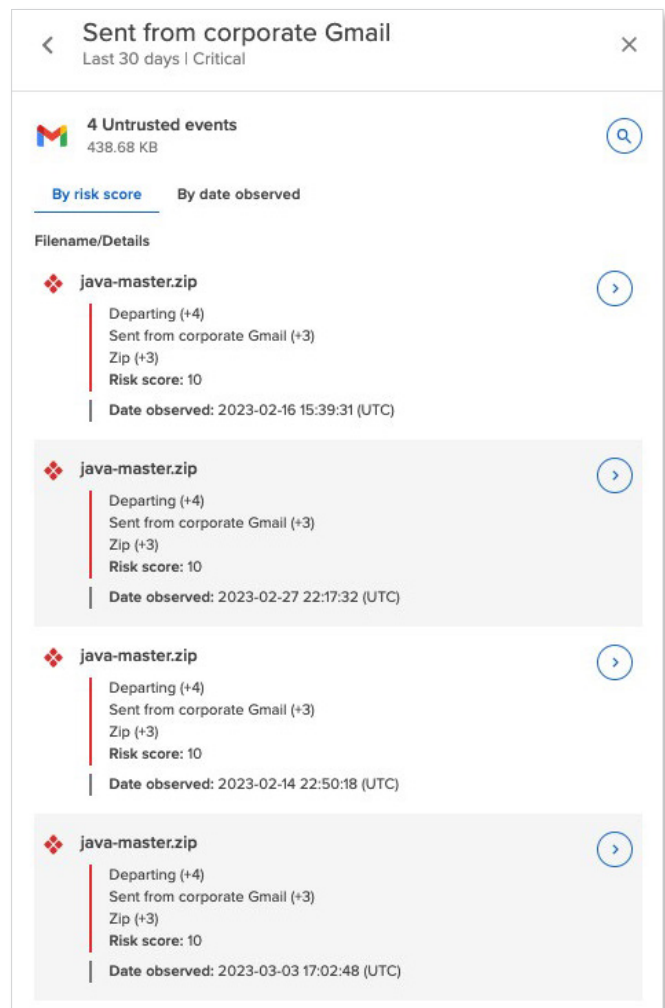 Sent from corporate Gmail
Last 30 days | Critical
4 Untrusted events
438.68 KB
By risk score By date observed
Filename/Details
java-master.zip
Departing (+4)
Sent from corporate Gmail (+3)
Zip (+3)
Risk score: 10
Date observed: 2023-02-16 15:39:31 (UTC)
java-master.zip
Departing (+4)
Sent from corporate Gmail (+3)
Zip (+3)
Risk score: 10
Date observed: 2023-02-27 22:17:32 (UTC)
java-master.zip
Departing (+4)
Sent from corporate Gmail (+3)
Zip (+3)
Risk score: 10
Date observed: 2023-02-14 22:50:18 (UTC)
java-master.zip
Departing (+4)
Sent from corporate Gmail (+3)
Zip (+3)
Risk score: 10
Date observed: 2023-03-03 17:02:48 (UTC)